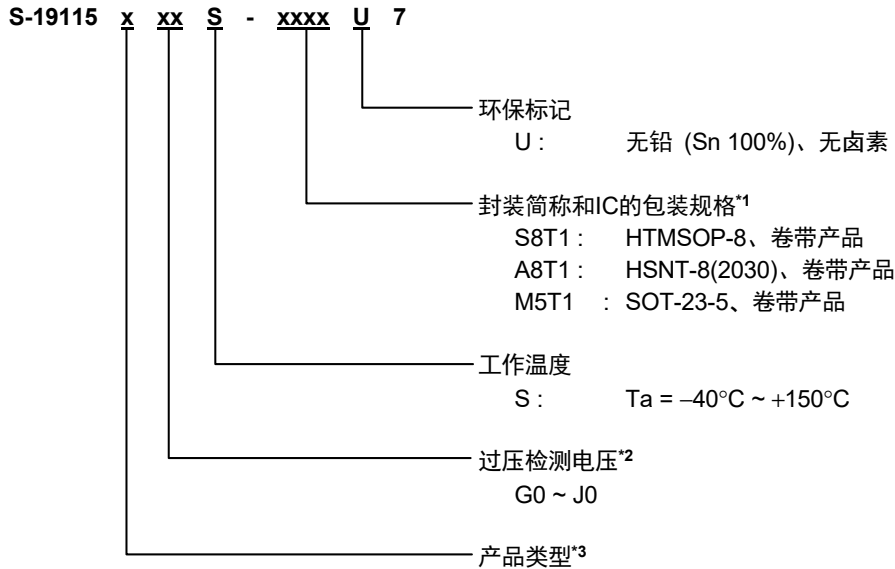 S-19115 x xx S - xxxx U 7
环保标记
U : 无铅 (Sn 100%)、无卤素
封装简称和IC的包装规格*1
S8T1 : HTMSOP-8、卷带产品
A8T1 : HSNT-8(2030)、卷带产品
M5T1 : SOT-23-5、卷带产品
工作温度
S : Ta = −40°C ~ +150°C
过压检测电压*2
G0 ~ J0
产品类型*3